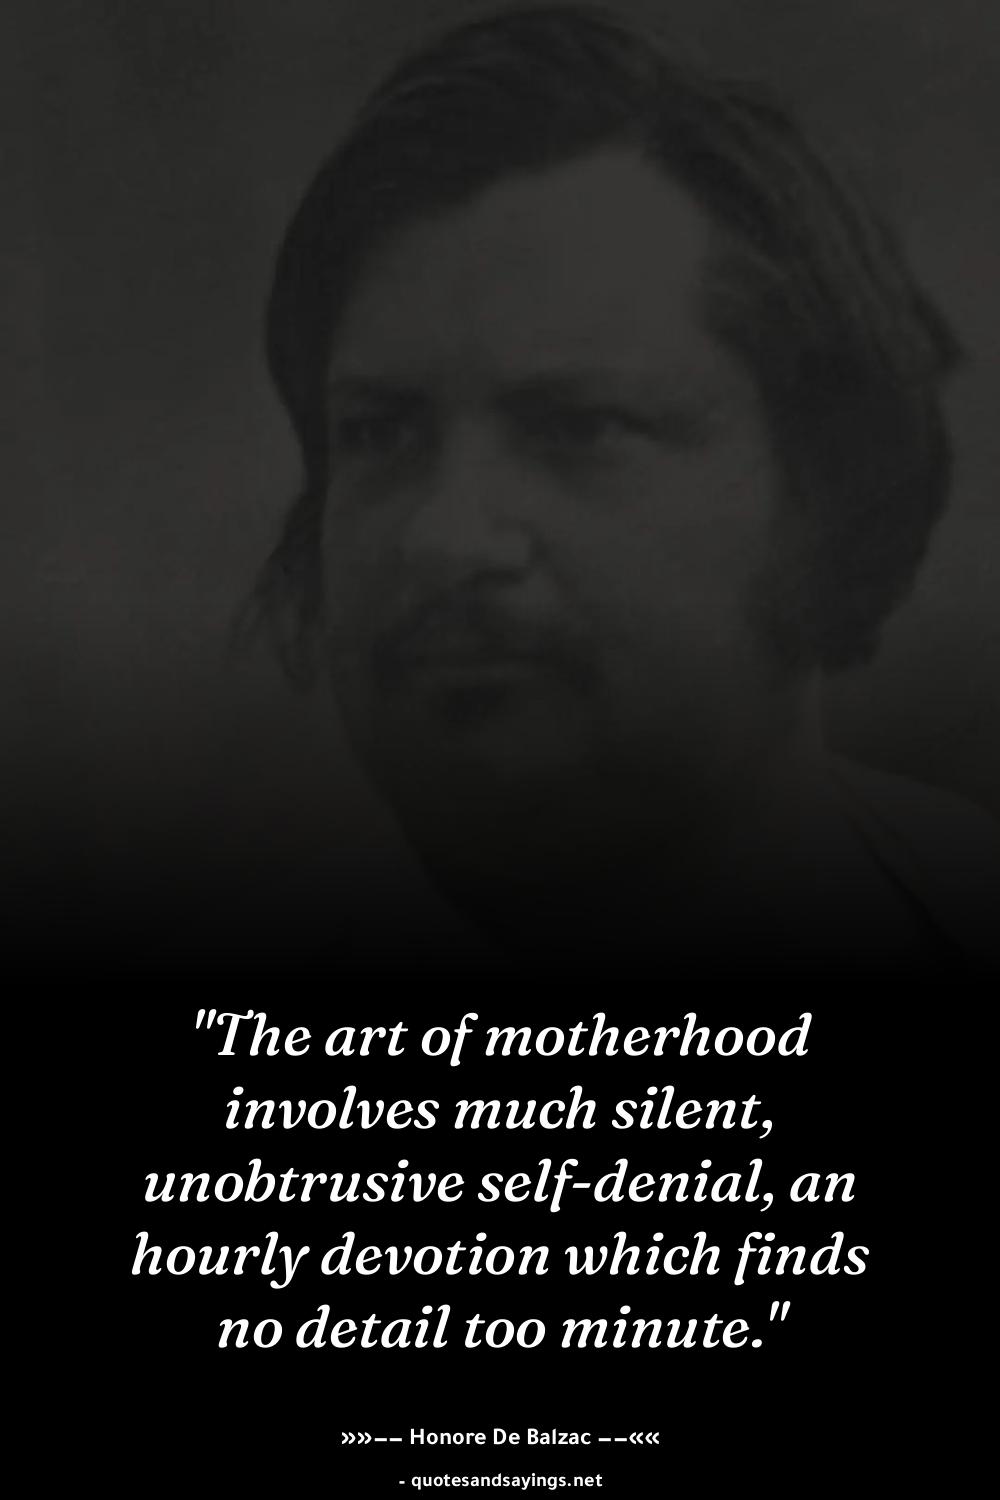 "The art of motherhood
involves much silent,
unobtrusive self-denial, an
hourly devotion which finds
no detail too minute."
»»–– Honore De Balzac ––««
- quotesandsayings.net